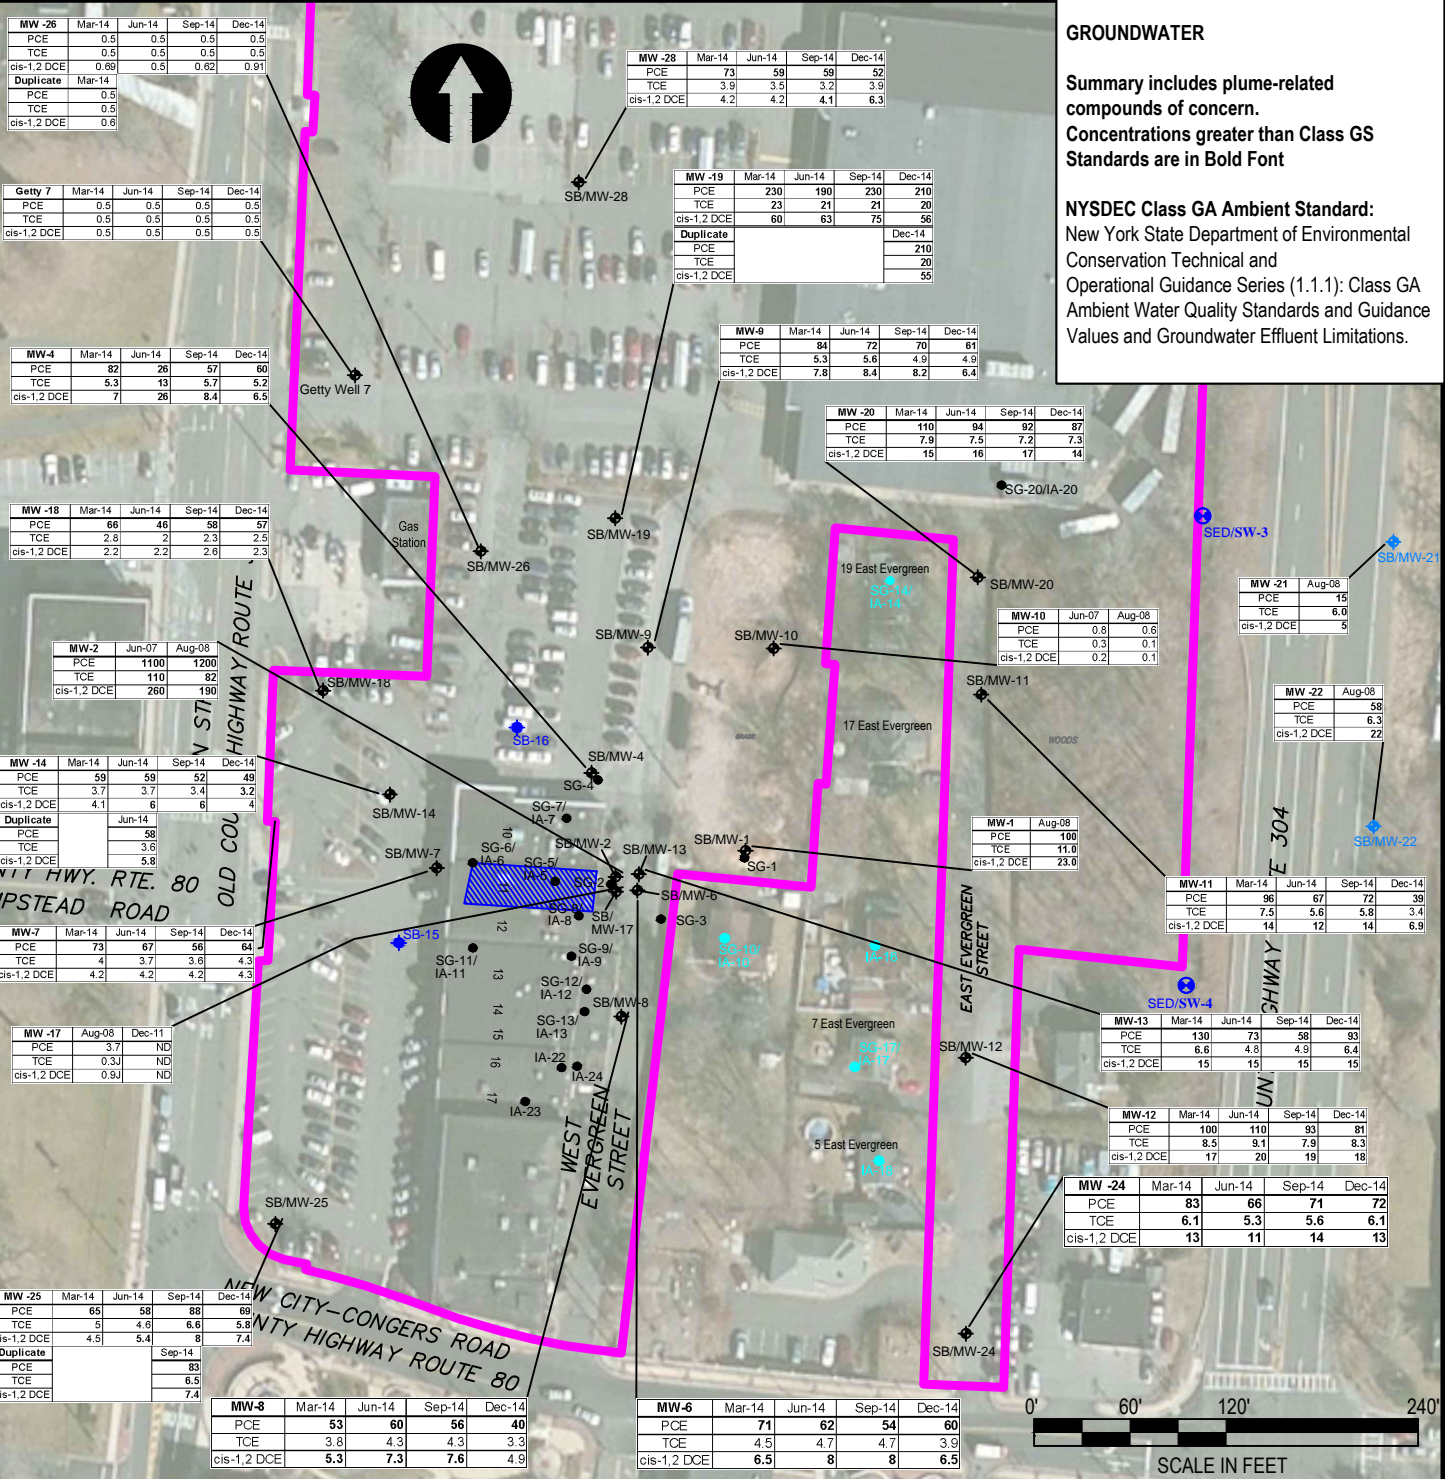 GROUNDWATER
Summary includes plume-related
compounds of concern.
Concentrations greater than Class GS
Standards are in Bold Font
NYSDEC Class GA Ambient Standard:
New York State Department of Environmental
Conservation Technical and
Operational Guidance Series (1.1.1): Class GA
Ambient Water Quality Standards and Guidance
Values and Groundwater Effluent Limitations.
MW -26 Mar-14 Jun-14 Sep-14 Dec-14
PCE 0.5 0.5 0.5 0.5
TCE 0.5 0.5 0.5 0.5
cis-1,2 DCE 0.69 0.5 0.62 0.91
Duplicate Mar-14
PCE 0.5
TCE 0.5
cis-1,2 DCE 0.6
MW -28 Mar-14 Jun-14 Sep-14 Dec-14
PCE 73 59 59 52
TCE 3.9 3.5 3.2 3.9
cis-1,2 DCE 4.2 4.2 4.1 6.3
SB/MW-28
Getty 7 Mar-14 Jun-14 Sep-14 Dec-14
PCE 0.5 0.5 0.5 0.5
TCE 0.5 0.5 0.5 0.5
cis-1,2 DCE 0.5 0.5 0.5 0.5
MW -19 Mar-14 Jun-14 Sep-14 Dec-14
PCE 230 190 230 210
TCE 23 21 21 20
cis-1,2 DCE 60 63 75 56
Duplicate Dec-14
PCE 210
TCE 20
cis-1,2 DCE 55
MW-9 Mar-14 Jun-14 Sep-14 Dec-14
PCE 84 72 70 61
TCE 5.3 5.6 4.9 4.9
cis-1,2 DCE 7.8 8.4 8.2 6.4
MW-4 Mar-14 Jun-14 Sep-14 Dec-14
PCE 82 26 57 60
TCE 5.3 13 5.7 5.2
cis-1,2 DCE 7 26 8.4 6.5
Getty Well 7
MW -20 Mar-14 Jun-14 Sep-14 Dec-14
PCE 110 94 92 87
TCE 7.9 7.5 7.2 7.3
cis-1,2 DCE 15 16 17 14
SG-20/IA-20
MW -18 Mar-14 Jun-14 Sep-14 Dec-14
PCE 66 46 58 57
TCE 2.8 2 2.3 2.5
cis-1,2 DCE 2.2 2.2 2.6 2.3
Gas
Station
SB/MW-19
SB/MW-26
SED/SW-3
SB/MW-21
19 East Evergreen
SG-14/
IA-14
SB/MW-20
MW -21 Aug-08
PCE 15
TCE 6.0
cis-1,2 DCE 5
MW-10 Jun-07 Aug-08
PCE 0.8 0.6
TCE 0.3 0.1
cis-1,2 DCE 0.2 0.1
SB/MW-9
SB/MW-10
MW-2 Jun-07 Aug-08
PCE 1100 1200
TCE 110 82
cis-1,2 DCE 260 190
SB/MW-18
SB/MW-11
MW -22 Aug-08
PCE 58
TCE 6.3
cis-1,2 DCE 22
17 East Evergreen
GRASS
WOODS
SB-16
SB/MW-4
SG-4
MW -14 Mar-14 Jun-14 Sep-14 Dec-14
PCE 59 59 52 49
TCE 3.7 3.7 3.4 3.2
cis-1,2 DCE 4.1 6 6 4
Duplicate Jun-14
PCE 58
TCE 3.6
cis-1,2 DCE 5.8
SB/MW-14
SG-7/
IA-7
SB/MW-22
MW-1 Aug-08
PCE 100
TCE 11.0
cis-1,2 DCE 23.0
10
SB/MW-7
SG-6/
IA-6
SG-5/
IA-5
SB/MW-2
SB/MW-13
SB/MW-1
SG-1
11
SG-2
SB/MW-6
SG-8/
IA-8
SB/
MW-17
SG-3
12
NTY HWY. RTE. 80
PSTEAD ROAD
N ST
OLD COU
HIGHWAY ROUTE
MW-11 Mar-14 Jun-14 Sep-14 Dec-14
PCE 96 67 72 39
TCE 7.5 5.6 5.8 3.4
cis-1,2 DCE 14 12 14 6.9
MW-7 Mar-14 Jun-14 Sep-14 Dec-14
PCE 73 67 56 64
TCE 4 3.7 3.6 4.3
cis-1,2 DCE 4.2 4.2 4.2 4.3
SB-15
SG-11/
IA-11
SG-9/
IA-9
SG-12/
IA-12
13
SG-13/
IA-13
14
15
SB/MW-8
IA-22
16
IA-24
17
IA-23
EAST EVERGREEN
STREET
SED/SW-4
7 East Evergreen
SG-17/
IA-17
SB/MW-12
MW -17 Aug-08 Dec-11
PCE 3.7 ND
TCE 0.3J ND
cis-1,2 DCE 0.9J ND
MW-13 Mar-14 Jun-14 Sep-14 Dec-14
PCE 130 73 58 93
TCE 6.6 4.8 4.9 6.4
cis-1,2 DCE 15 15 15 15
MW-12 Mar-14 Jun-14 Sep-14 Dec-14
PCE 100 110 93 81
TCE 8.5 9.1 7.9 8.3
cis-1,2 DCE 17 20 19 18
WEST
EVERGREEN
STREET
5 East Evergreen
MW -24 Mar-14 Jun-14 Sep-14 Dec-14
PCE 83 66 71 72
TCE 6.1 5.3 5.6 6.1
cis-1,2 DCE 13 11 14 13
SB/MW-25
MW -25 Mar-14 Jun-14 Sep-14 Dec-14
PCE 65 58 88 69
TCE 5 4.6 6.6 5.8
is-1,2 DCE 4.5 5.4 8 7.4
Duplicate Sep-14
PCE 83
TCE 6.5
is-1,2 DCE 7.4
NEW CITY-CONGERS ROAD
NTY HIGHWAY ROUTE 80
SB/MW-24
MW-8 Mar-14 Jun-14 Sep-14 Dec-14
PCE 53 60 56 40
TCE 3.8 4.3 4.3 3.3
cis-1,2 DCE 5.3 7.3 7.6 4.9
MW-6 Mar-14 Jun-14 Sep-14 Dec-14
PCE 71 62 54 60
TCE 4.5 4.7 4.7 3.9
cis-1,2 DCE 6.5 8 8 6.5
0' 60' 120' 240'
SCALE IN FEET